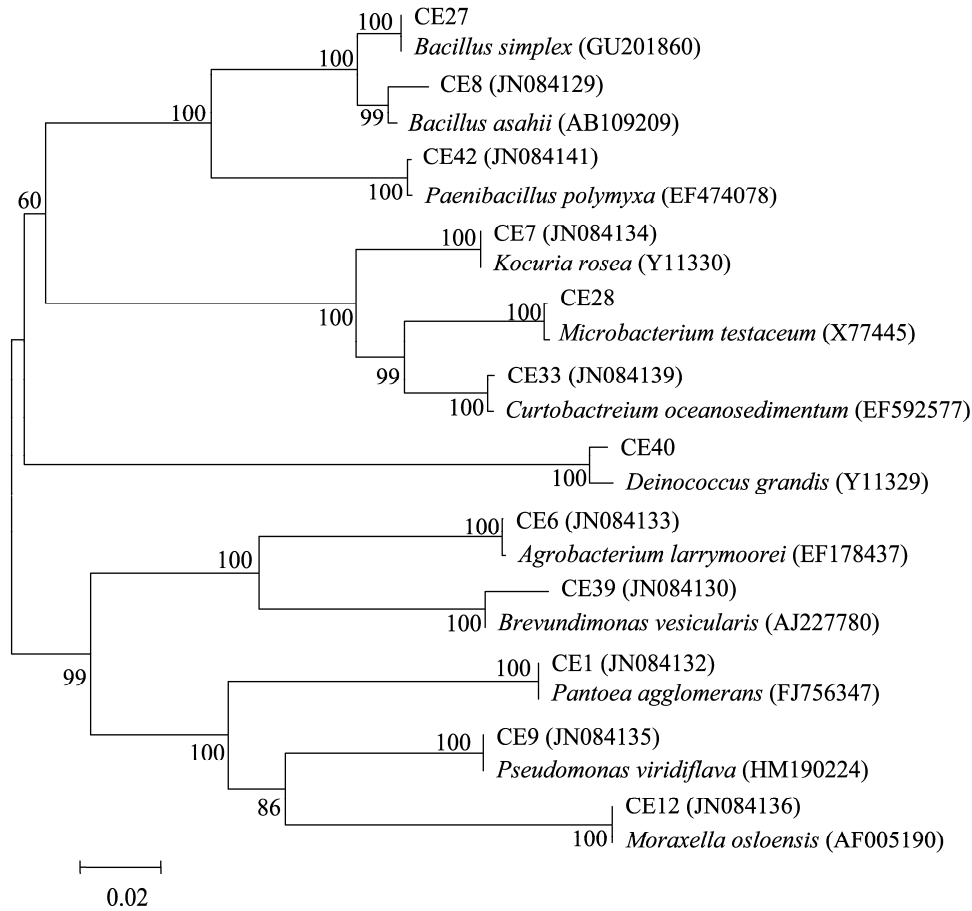 100 CE27
100 Bacillus simplex (GU201860)
CE8 (JN084129)
100
99 Bacillus asahii (AB109209)
CE42 (JN084141)
100 Paenibacillus polymyxa (EF474078)
60
100 CE7 (JN084134)
Kocuria rosea (Y11330)
CE28
100 100
Microbacterium testaceum (X77445)
99 CE33 (JN084139)
100 Curtobactreium oceanosedimentum (EF592577)
CE40
100 Deinococcus grandis (Y11329)
100 CE6 (JN084133)
100 Agrobacterium larrymoorei (EF178437)
CE39 (JN084130)
100 Brevundimonas vesicularis (AJ227780)
100 CE1 (JN084132)
99 Pantoea agglomerans (FJ756347)
100 CE9 (JN084135)
100
Pseudomonas viridiflava (HM190224)
86 CE12 (JN084136)
100 Moraxella osloensis (AF005190)
0.02